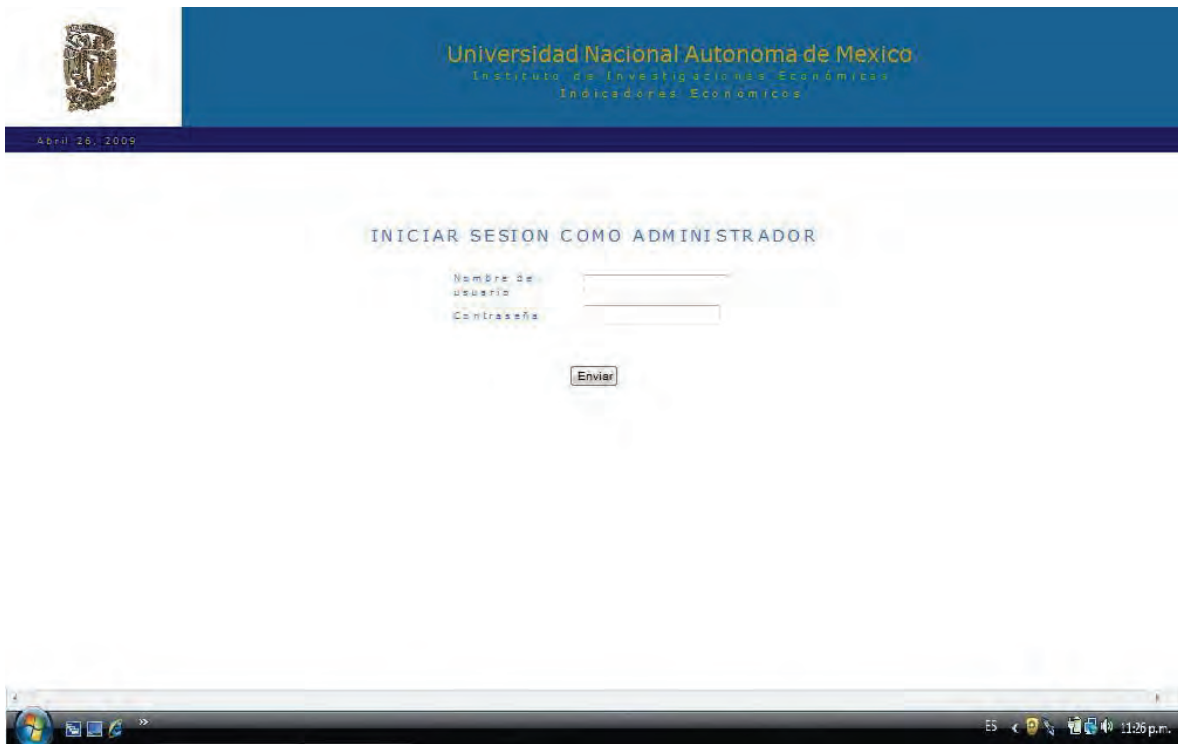 Universidad Nacional Autonoma de Mexico
Instituto de Investigaciones Económicas
Indicadores Económicos
Abril 26, 2009
INICIAR SESION COMO ADMINISTRADOR
Nombre de
usuario
Contraseña
Enviar
»
ES
11:26 p.m.